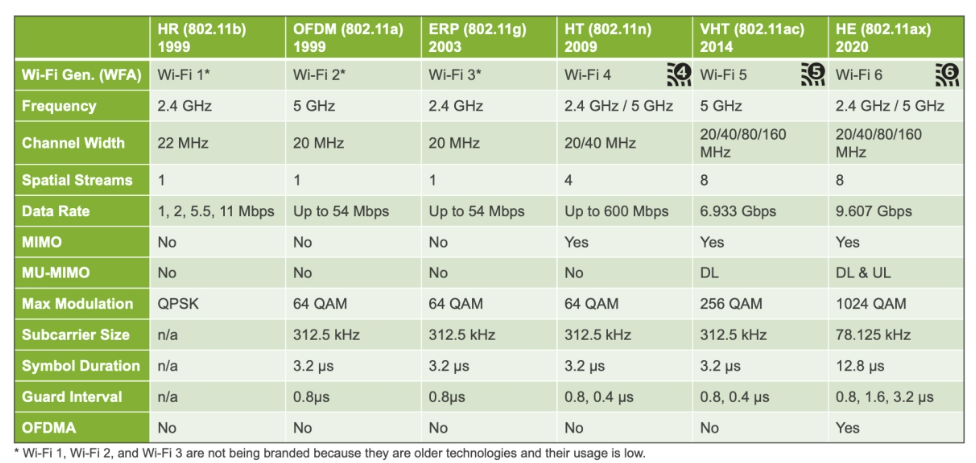 HR (802.11b) OFDM (802.11a) ERP (802.11g) HT (802.11n) VHT (802.11ac) HE (802.11ax)
1999 1999 2003 2009 2014 2020
Wi-Fi Gen. (WFA) Wi-Fi 1* Wi-Fi 2* Wi-Fi 3* Wi-Fi 4 4 Wi-Fi 5 5 Wi-Fi 6 6
Frequency 2.4 GHz 5 GHz 2.4 GHz 2.4 GHz / 5 GHz 5 GHz 2.4 GHz / 5 GHz
Channel Width 22 MHz 20 MHz 20 MHz 20/40 MHz 20/40/80/160 20/40/80/160
MHz MHz
Spatial Streams 1 1 1 4 8 8
Data Rate 1, 2, 5.5, 11 Mbps Up to 54 Mbps Up to 54 Mbps Up to 600 Mbps 6.933 Gbps 9.607 Gbps
MIMO No No No Yes Yes Yes
MU-MIMO No No No No DL DL & UL
Max Modulation QPSK 64 QAM 64 QAM 64 QAM 256 QAM 1024 QAM
Subcarrier Size n/a 312.5 kHz 312.5 kHz 312.5 kHz 312.5 kHz 78.125 kHz
Symbol Duration n/a 3.2 µs 3.2 µs 3.2 µs 3.2 µs 12.8 µs
Guard Interval n/a 0.8µs 0.8µs 0.8, 0.4 µs 0.8, 0.4 µs 0.8, 1.6, 3.2 µs
OFDMA No No No No No Yes
* Wi-Fi 1, Wi-Fi 2, and Wi-Fi 3 are not being branded because they are older technologies and their usage is low.